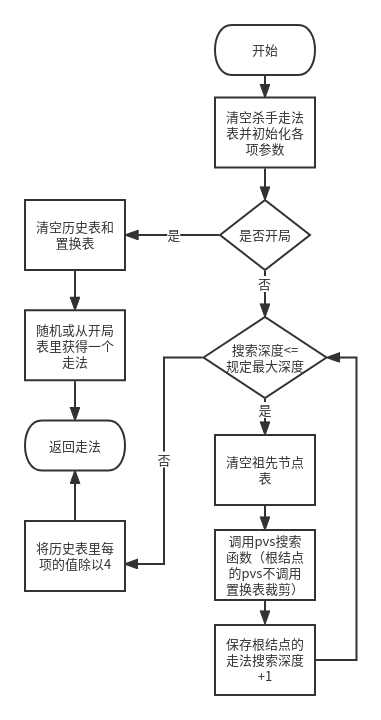 开始
清空杀手走法
表并初始化各
项参数
是否开局
是
清空历史表和
置换表
随机或从开局
表里获得一个
走法
返回走法
否
搜索深度<=
规定最大深度
是
否
清空祖先节点
表
调用pvs搜索
函数（根结点
的pvs不调用
置换表裁剪）
将历史表里每
项的值除以4
保存根结点的
走法搜索深度
+1